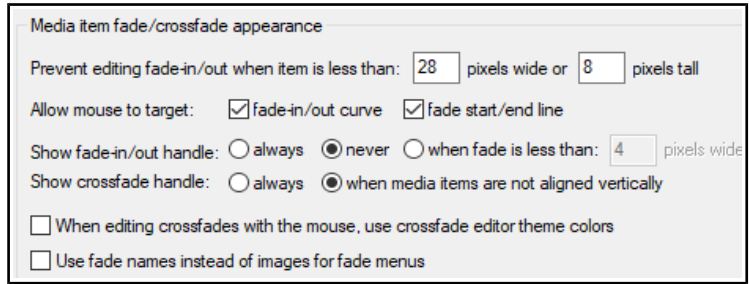 Media item fade/crossfade appearance
Prevent editing fade-in/out when item is less than: 28 pixels wide or 8 pixels tall
Allow mouse to target: fade-in/out curve fade start/end line
Show fade-in/out handle: always never when fade is less than: 4 pixels wide
Show crossfade handle: always when media items are not aligned vertically
When editing crossfades with the mouse, use crossfade editor theme colors
Use fade names instead of images for fade menus